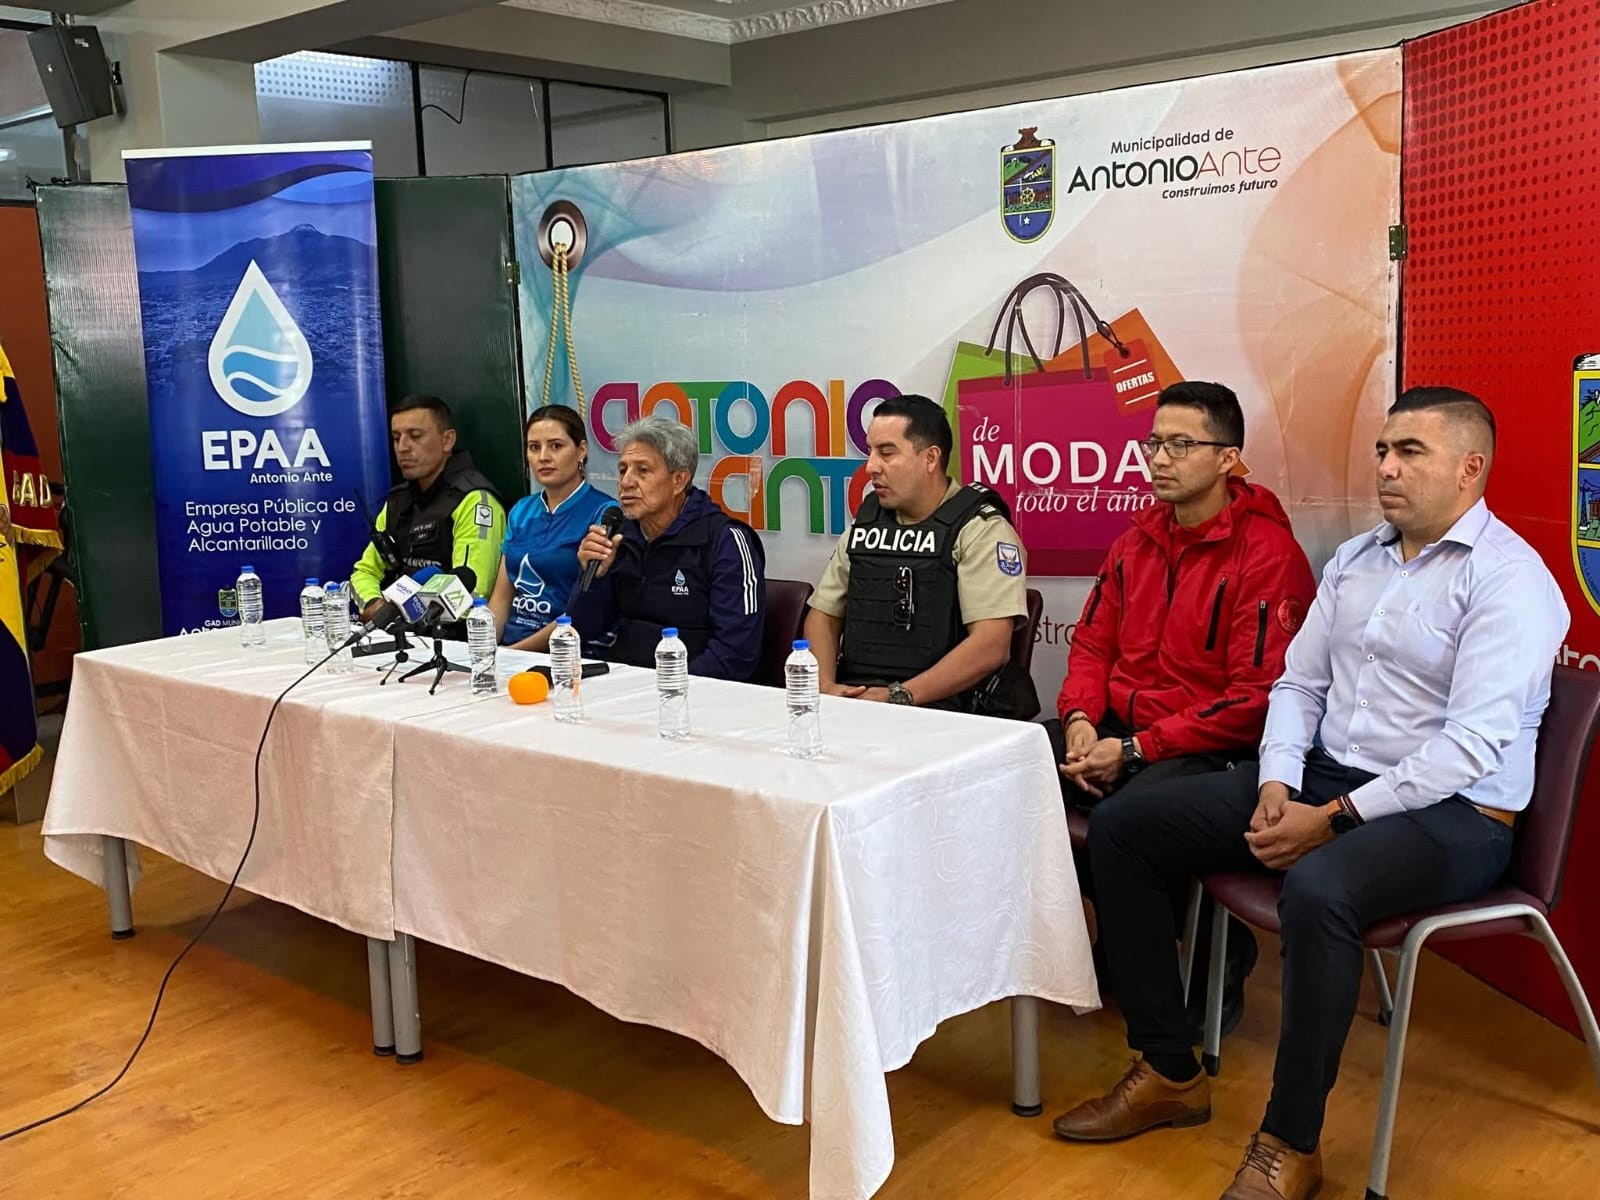 EPAA
Antonio Ante
Empresa Pública de
Agua Potable y
Alcantarillado
Municipalidad de
AntonioAnte
Construimos futuro
antonio
ante
OFERTAS
de
MODA
todo el año
POLICIA
epaa
EPAA